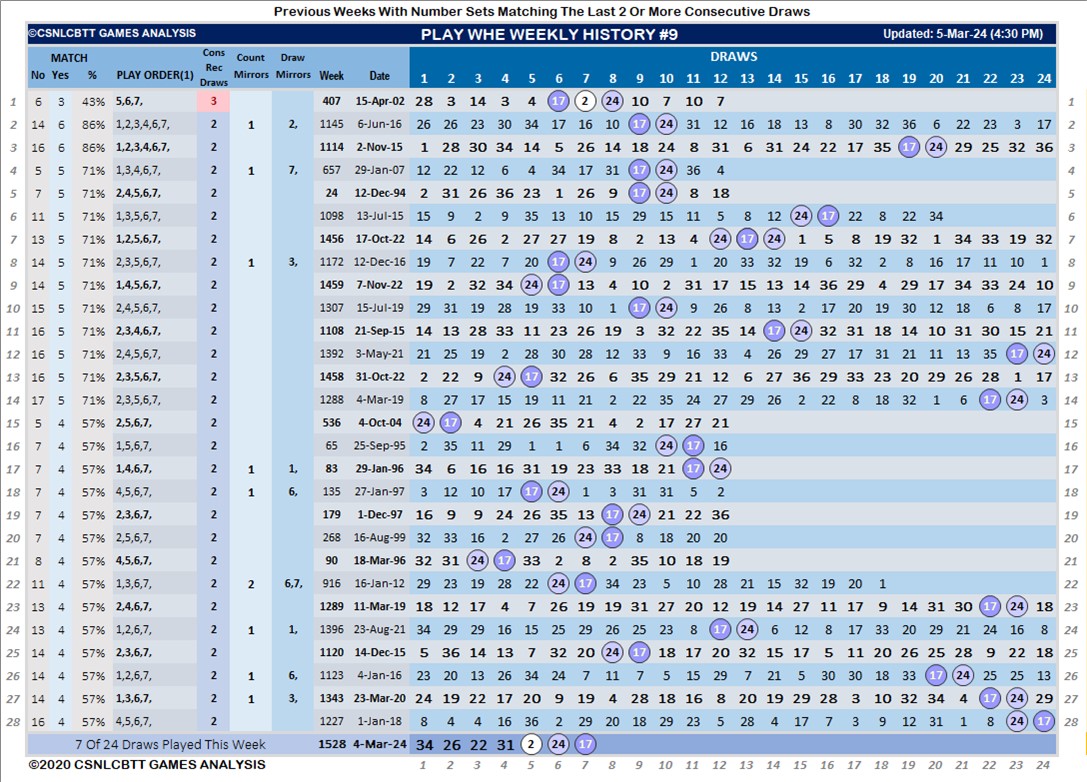 Previous Weeks With Number Sets Matching The Last 2 Or More Consecutive Draws
©CSNLCBTT GAMES ANALYSIS PLAY WHE WEEKLY HISTORY #9 Updated: 5-Mar-24 (4:30 PM)
MATCH Cons Rec Draws Count Mirrors Draw Mirrors DRAWS
No Yes % PLAY ORDER(1) Week Date 1 2 3 4 5 6 7 8 9 10 11 12 13 14 15 16 17 18 19 20 21 22 23 24
1 6 3 43% 5,6,7, 3 407 15-Apr-02 28 3 14 3 4 17 2 24 10 7 10 7 1
2 14 6 86% 1,2,3,4,6,7, 2 1 2, 1145 6-Jun-16 26 26 23 30 34 17 16 10 17 24 31 12 16 18 13 8 30 32 36 6 22 23 3 17 2
3 16 6 86% 1,2,3,4,6,7, 2 1114 2-Nov-15 1 28 30 34 14 5 26 14 18 24 8 31 6 31 24 22 17 35 17 24 29 25 32 36 3
4 14 5 71% 1,3,4,6,7, 2 1 7, 657 29-Jan-07 12 22 12 6 4 34 17 31 17 24 36 4 4
5 7 5 71% 2,4,5,6,7, 2 24 12-Dec-94 2 31 26 36 23 1 26 9 17 24 8 18 5
6 11 5 71% 1,3,5,6,7, 2 1098 13-Jul-15 15 9 2 9 35 13 10 15 29 15 11 5 8 12 24 17 22 8 22 34 6
7 13 5 71% 1,2,5,6,7, 2 1456 17-Oct-22 14 6 26 25 27 27 19 8 2 13 4 24 17 24 1 5 8 19 32 1 34 33 19 32 7
8 14 5 71% 2,3,5,6,7, 2 1 3, 1172 12-Dec-16 19 7 22 7 20 17 24 9 26 29 1 20 33 32 19 6 32 2 8 16 17 11 10 1 8
9 14 5 71% 1,4,5,6,7, 2 1459 7-Nov-22 19 2 32 34 24 17 13 4 10 2 31 17 15 13 14 36 29 4 29 17 34 33 24 10 9
10 15 5 71% 2,4,5,6,7, 2 1307 15-Jul-19 29 31 19 28 19 33 10 1 17 24 9 26 8 13 2 7 20 19 30 12 18 6 8 17 10
11 16 5 71% 2,3,4,6,7, 2 1108 21-Sep-15 14 13 28 33 11 23 26 19 3 32 22 35 14 17 24 32 31 18 14 10 31 30 15 21 11
12 16 5 71% 2,4,5,6,7, 2 1392 3-May-21 21 25 19 2 28 30 28 12 33 9 16 33 4 26 29 27 17 31 21 11 13 35 17 24 12
13 16 5 71% 2,3,5,6,7, 2 1458 31-Oct-22 2 22 9 24 17 32 26 6 35 29 21 13 12 6 27 36 29 33 23 20 29 26 28 1 17 13
14 17 5 71% 2,3,5,6,7, 2 1288 4-Mar-19 8 27 17 15 19 11 21 2 22 35 24 27 29 26 2 22 8 18 32 1 6 17 24 3 14
15 5 4 57% 2,5,6,7, 2 536 4-Oct-04 24 17 4 21 26 35 21 4 2 17 27 21 15
16 7 4 57% 1,5,6,7, 2 65 25-Sep-95 2 35 11 29 1 1 6 34 32 24 17 16 16
17 7 4 57% 1,4,6,7, 2 1 1, 83 29-Jan-96 34 6 16 16 31 19 23 33 18 21 17 24 17
18 7 4 57% 4,5,6,7, 2 1 6, 135 27-Jan-97 3 12 10 17 17 24 1 3 31 31 5 2 18
19 7 4 57% 2,3,6,7, 2 179 1-Dec-97 16 9 9 24 26 35 13 17 24 21 22 36 19
20 7 4 57% 2,5,6,7, 2 268 16-Aug-99 32 33 16 2 27 26 24 17 8 18 20 20 20
21 8 4 57% 4,5,6,7, 2 90 18-Mar-96 32 31 24 17 33 2 8 2 35 10 18 19 21
22 11 4 57% 1,3,6,7, 2 2 6,7, 916 16-Jan-12 29 23 19 28 22 24 17 34 23 5 10 28 21 15 32 19 20 1 22
23 13 4 57% 2,4,6,7, 2 1289 11-Mar-19 18 12 17 4 7 26 19 19 31 27 20 12 19 14 27 11 17 9 14 31 30 17 24 18 23
24 13 4 57% 1,2,6,7, 2 1 1, 1396 23-Aug-21 34 29 29 16 15 25 29 26 25 23 8 17 24 6 12 8 17 33 20 29 21 24 16 8 24
25 14 4 57% 2,3,6,7, 2 1120 14-Dec-15 5 36 14 13 7 32 20 24 17 18 17 20 32 15 17 5 11 20 26 25 28 9 22 18 25
26 14 4 57% 1,2,6,7, 2 1 6, 1123 4-Jan-16 23 20 13 26 34 24 7 11 7 5 15 29 7 21 5 30 30 18 33 17 24 25 25 13 26
27 14 4 57% 1,3,6,7, 2 1 3, 1343 23-Mar-20 24 19 22 17 20 9 19 4 28 18 16 8 20 19 29 28 3 10 32 34 4 17 24 29 27
28 16 4 57% 4,5,6,7, 2 1227 1-Jan-18 8 4 4 16 36 2 29 20 18 29 23 5 28 4 17 7 3 9 12 31 1 8 24 17 28
7 Of 24 Draws Played This Week 1528 4-Mar-24 34 26 22 31 2 24 17
©2020 CSNLCBTT GAMES ANALYSIS 1 2 3 4 5 6 7 8 9 10 11 12 13 14 15 16 17 18 19 20 21 22 23 24